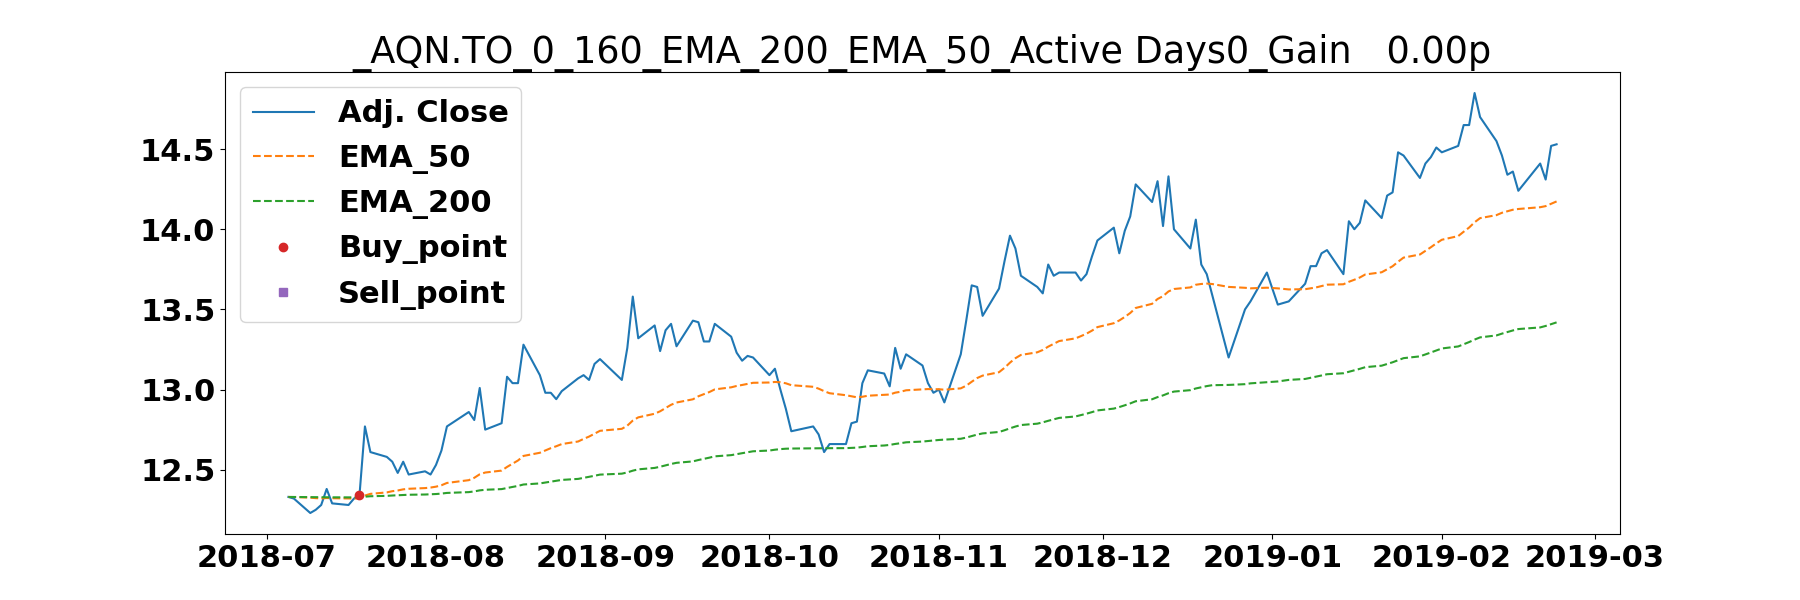 _AQN.TO_0_160_EMA_200_EMA_50_Active Days0_Gain   0.00p
Adj. Close
EMA_50
EMA_200
Buy_point
Sell_point
14.5
14.0
13.5
13.0
12.5
2018-07 2018-08 2018-09 2018-10 2018-11 2018-12 2019-01 2019-02 2019-03